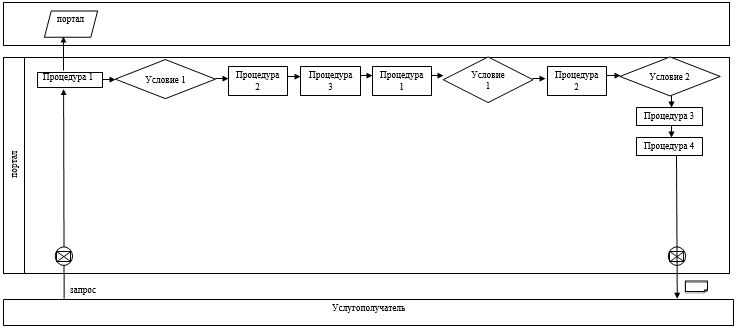 портал
портал
Процедура 1
Условие 1
Процедура
2
Процедура
3
Процедура
1
Условие
1
Процедура
2
Условие 2
Процедура 3
Процедура 4
запрос
Услугополучатель